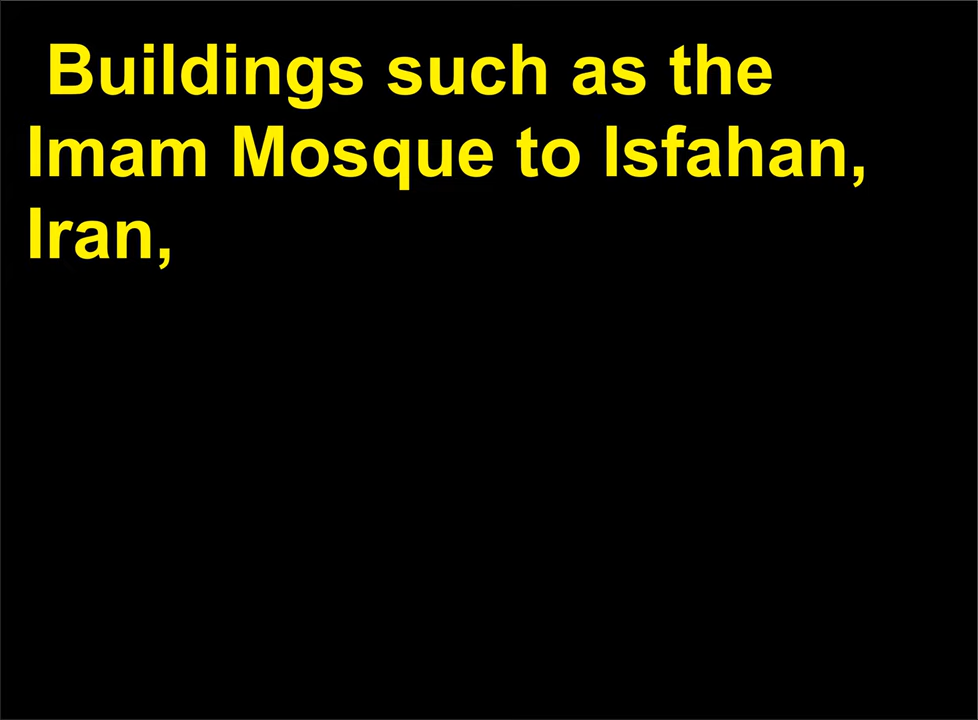 Buildings such as the
Imam Mosque to Isfahan,
Iran,